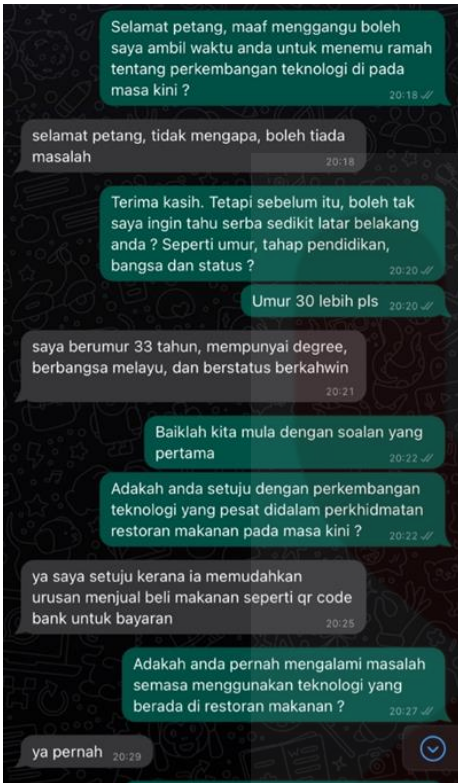 Selamat petang, maaf menggangu boleh
saya ambil waktu anda untuk menemu ramah
tentang perkembangan teknologi di pada
masa kini ?
20:18
selamat petang, tidak mengapa, boleh tiada
masalah
20:18
Terima kasih. Tetapi sebelum itu, boleh tak
saya ingin tahu serba sedikit latar belakang
anda ? Seperti umur, tahap pendidikan,
bangsa dan status ?
20:20
Umur 30 lebih pls 20:20
saya berumur 33 tahun, mempunyai degree,
berbangsa melayu, dan berstatus berkahwin
20:21
Baiklah kita mula dengan soalan yang
pertama
20:22
Adakah anda setuju dengan perkembangan
teknologi yang pesat didalam perkhidmatan
restoran makanan pada masa kini ?
20:22
ya saya setuju kerana ia memudahkan
urusan menjual beli makanan seperti qr code
bank untuk bayaran
20:25
Adakah anda pernah mengalami masalah
semasa menggunakan teknologi yang
berada di restoran makanan ?
20:27
ya pernah 20:29